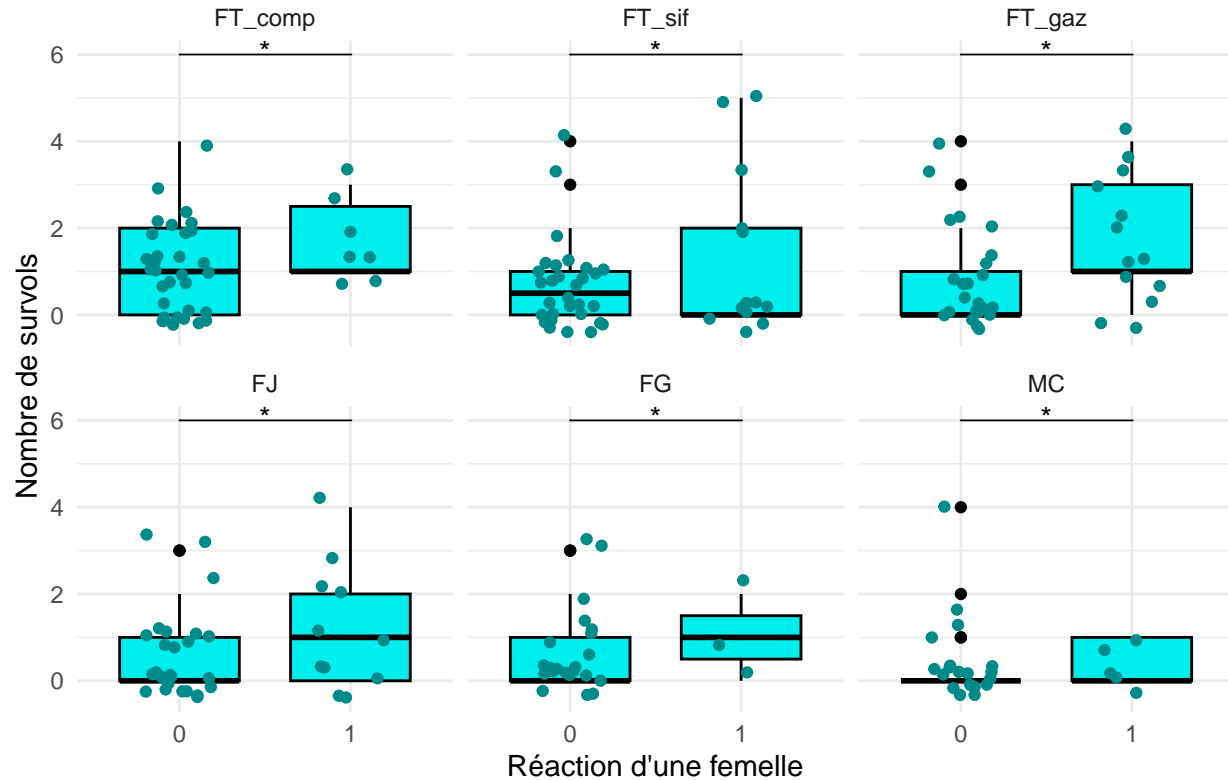 FT_comp FT_sif FT_gaz
* * *
6
4
2
0
FJ FG MC
* * *
6
4
2
0
0 1 0 1 0 1
Réaction d'une femelle
Nombre de survols